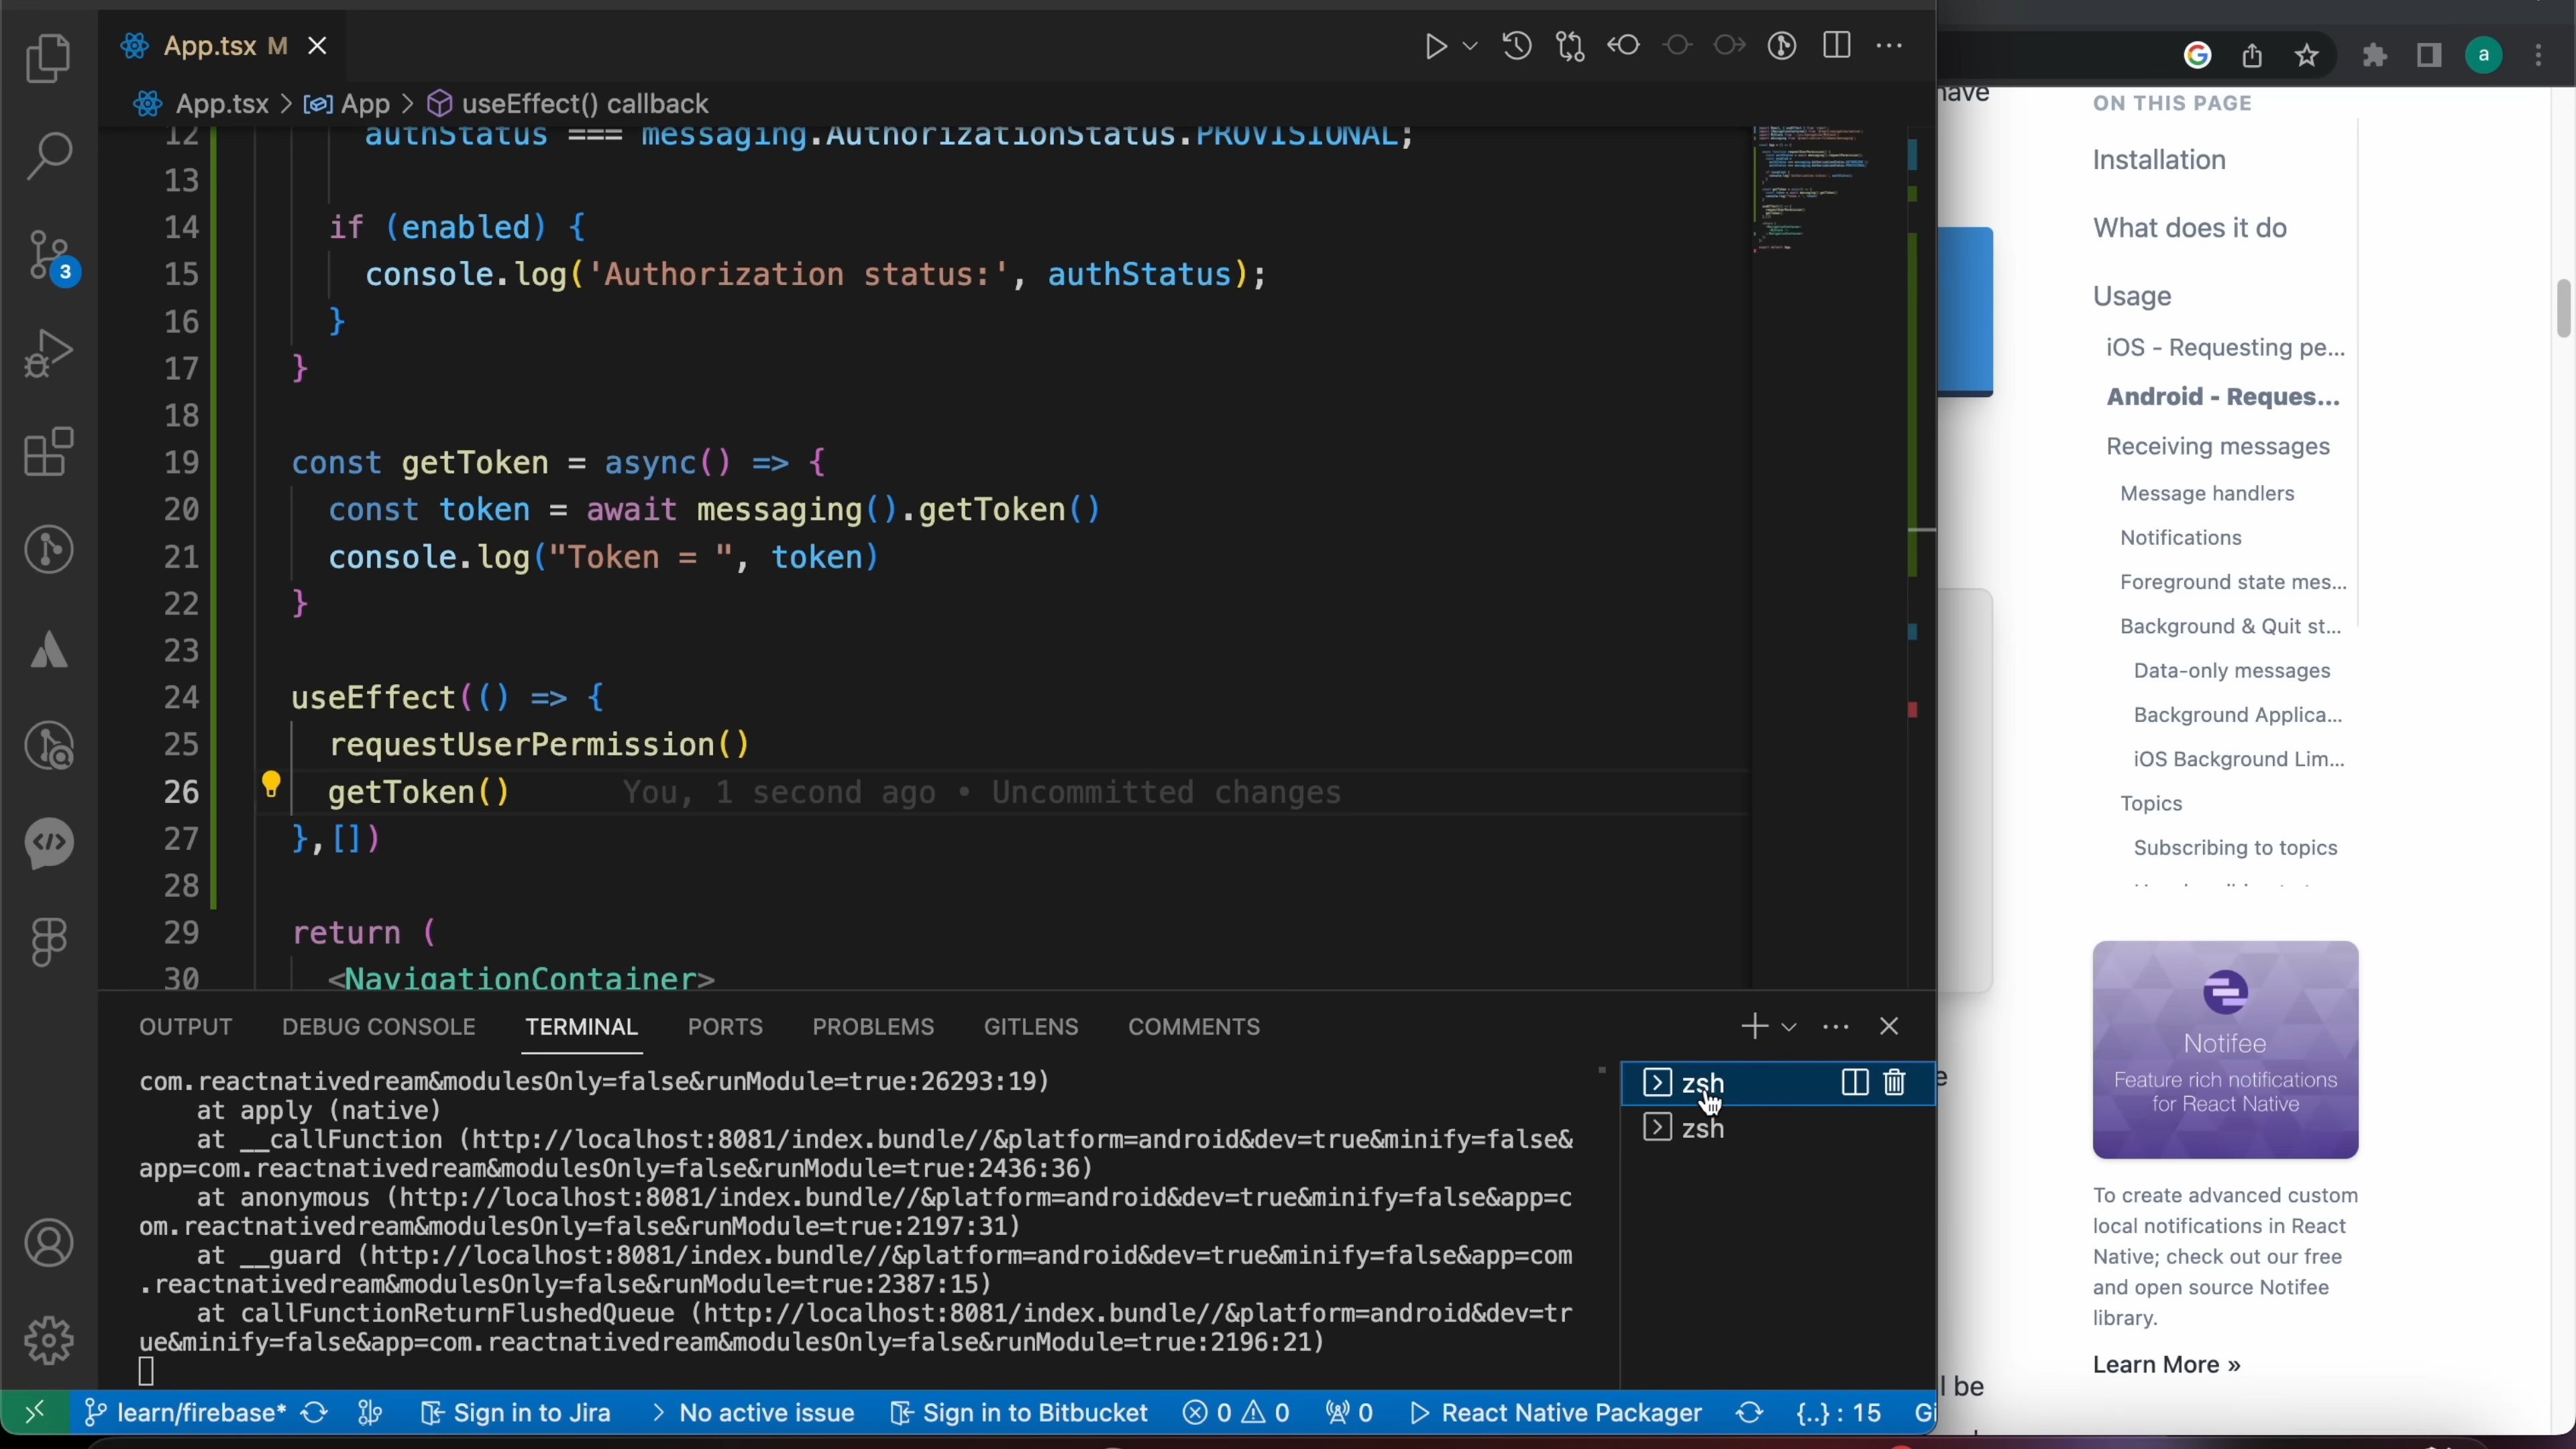 App.tsx M
App.tsx > App > useEffect() callback
12 authStatus === messaging.AuthorizationStatus.PROVISIONAL;
13
14 if (enabled) {
15 console.log('Authorization status:', authStatus);
16 }
17 }
18
19 const getToken = async() => {
20 const token = await messaging().getToken()
21 console.log("Token = ", token)
22 }
23
24 useEffect(() => {
25 requestUserPermission()
26 getToken() You, 1 second ago • Uncommitted changes
27 },[])
28
29 return (
30 <NavigationContainer>
3
OUTPUT DEBUG CONSOLE TERMINAL PORTS PROBLEMS GITLENS COMMENTS
com.reactnativedream&modulesOnly=false&runModule=true:26293:19)
at apply (native)
at __callFunction (http://localhost:8081/index.bundle//&platform=android&dev=true&minify=false&
app=com.reactnativedream&modulesOnly=false&runModule=true:2436:36)
at anonymous (http://localhost:8081/index.bundle//&platform=android&dev=true&minify=false&app=c
om.reactnativedream&modulesOnly=false&runModule=true:2197:31)
at __guard (http://localhost:8081/index.bundle//&platform=android&dev=true&minify=false&app=com
.reactnativedream&modulesOnly=false&runModule=true:2387:15)
at callFunctionReturnFlushedQueue (http://localhost:8081/index.bundle//&platform=android&dev=tr
ue&minify=false&app=com.reactnativedream&modulesOnly=false&runModule=true:2196:21)
zsh
zsh
learn/firebase* Sign in to Jira > No active issue Sign in to Bitbucket 0 0 0 React Native Packager {..} : 15 Gi
a
have
ON THIS PAGE
Installation
What does it do
Usage
iOS - Requesting pe...
Android - Reques...
Receiving messages
Message handlers
Notifications
Foreground state mes...
Background & Quit st...
Data-only messages
Background Applica...
iOS Background Lim...
Topics
Subscribing to topics
Notifee
Feature rich notifications
for React Native
e
To create advanced custom
local notifications in React
Native; check out our free
and open source Notifee
library.
Learn More »
l be